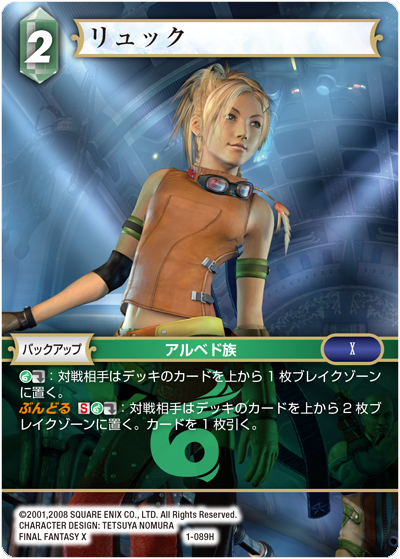 2
リュック
バックアップ
アルベド族
X
:対戦相手はデッキのカードを上から1枚ブレイクゾーン
に置く。
ぶんどる S :対戦相手はデッキのカードを上から2枚ブ
レイクゾーンに置く。カードを1枚引く。
6
©2001,2008 SQUARE ENIX CO., LTD. All Rights Reserved.
CHARACTER DESIGN: TETSUYA NOMURA
FINAL FANTASY X
1-089H